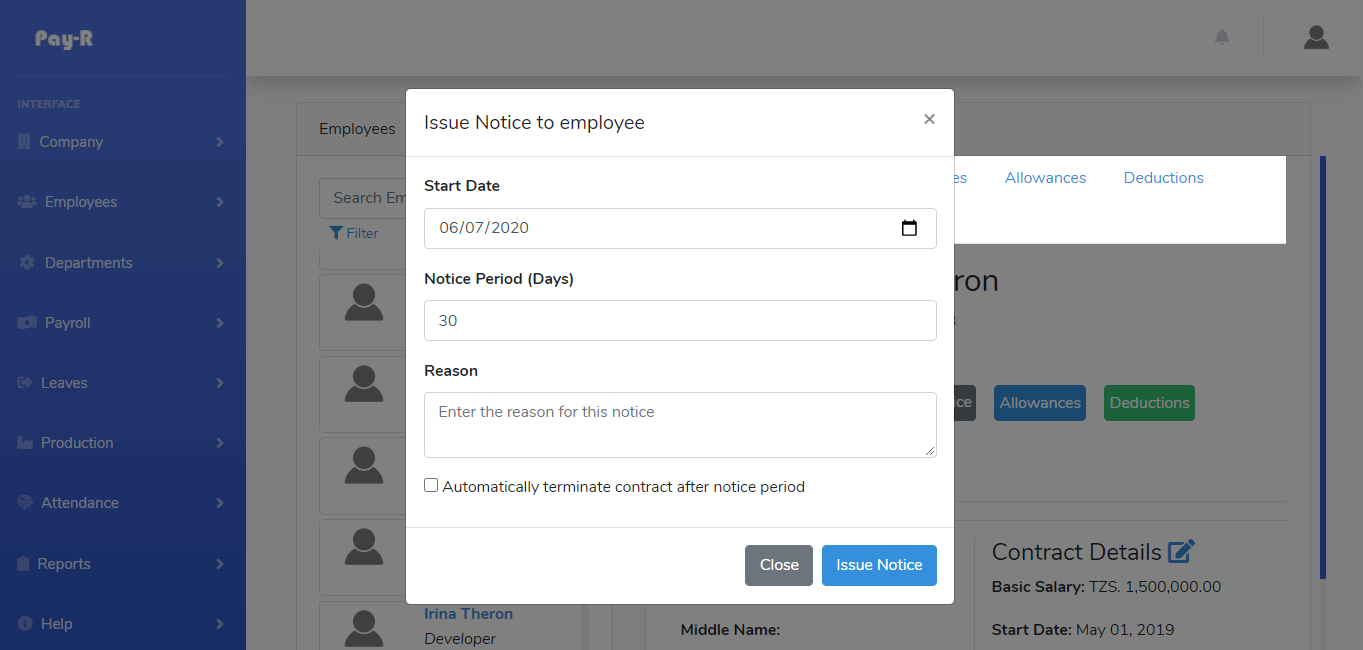 Pay-R
INTERFACE
Company
Employees
Departments
Payroll
Leaves
Production
Attendance
Reports
Help
Employees
Search Em
Filter
Irina Theron
Developer
Issue Notice to employee
×
Start Date
06/07/2020
Notice Period (Days)
30
Reason
Enter the reason for this notice
Automatically terminate contract after notice period
Close Issue Notice
es Allowances Deductions
ron
ice Allowances Deductions
Contract Details
Basic Salary: TZS. 1,500,000.00
Middle Name:
Start Date: May 01, 2019